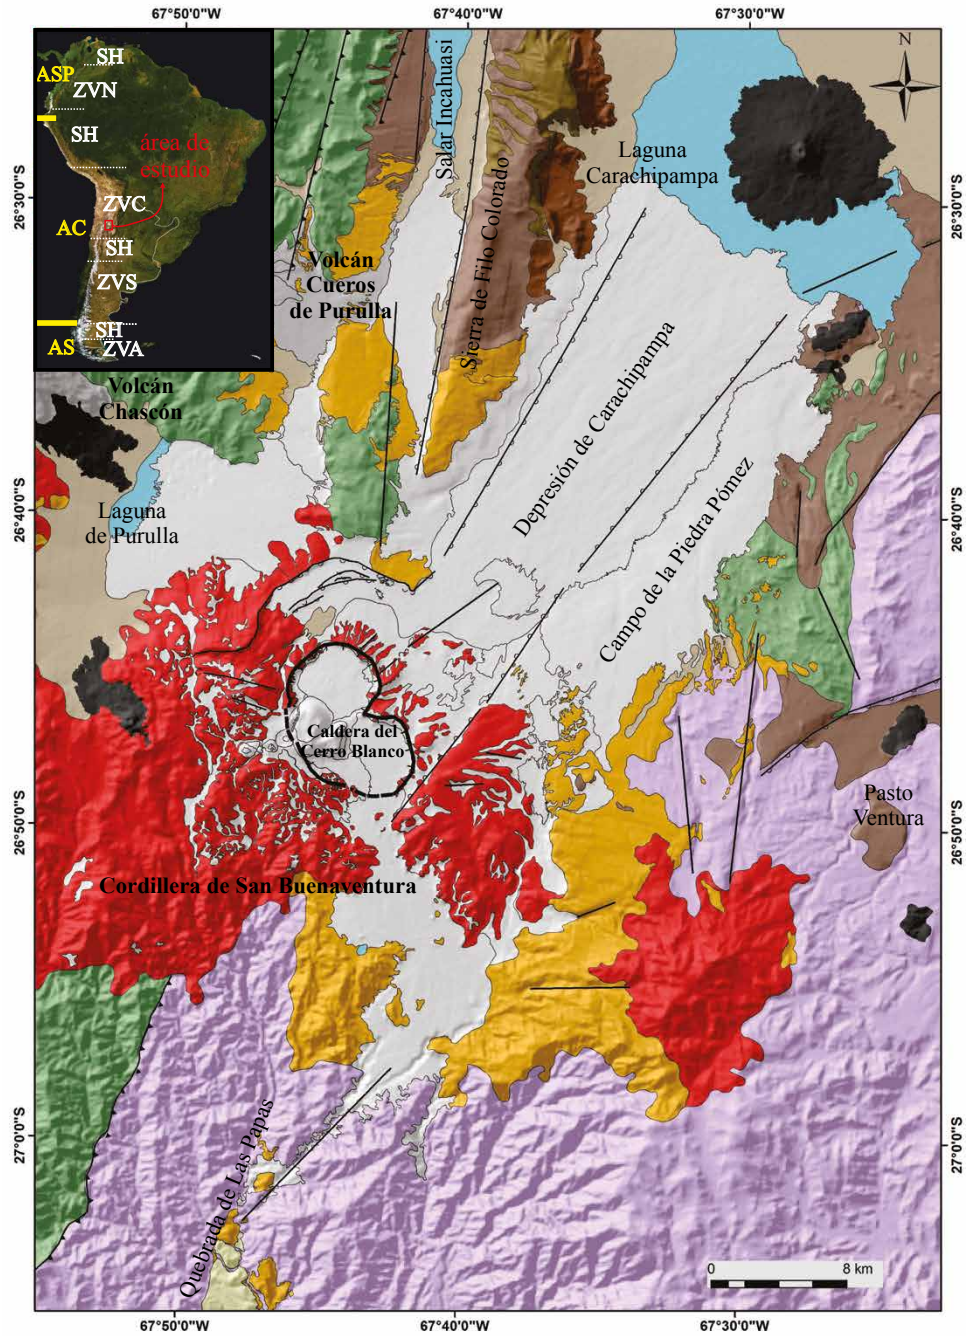 67°50'0"W
67°40'0"W
67°30'0"W
N
SH
ASP
ZVN
SH
área de
estudio
ZVC
AC
SH
ZVS
SH
AS
ZVA
Salar Incahuasi
Laguna
Carachipampa
26°30'0"S
26°30'0"S
Sierra de Filo Colorado
Volcán
Cueros
de Purulla
Volcán
Chascón
Depresión de Carachipampa
Campo de la Piedra Pómez
26°40'0"S
26°40'0"S
Laguna
de Purulla
Caldera del
Cerro Blanco
Pasto
Ventura
26°50'0"S
26°50'0"S
Cordillera de San Buenaventura
27°0'0"S
27°0'0"S
Quebrada de Las Papas
0
8 km
67°50'0"W
67°40'0"W
67°30'0"W